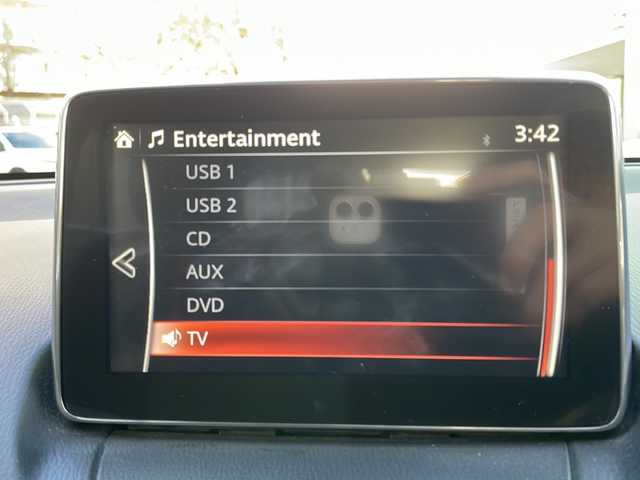 Entertainment
3:42
USB 1
USB 2
CD
AUX
DVD
TV